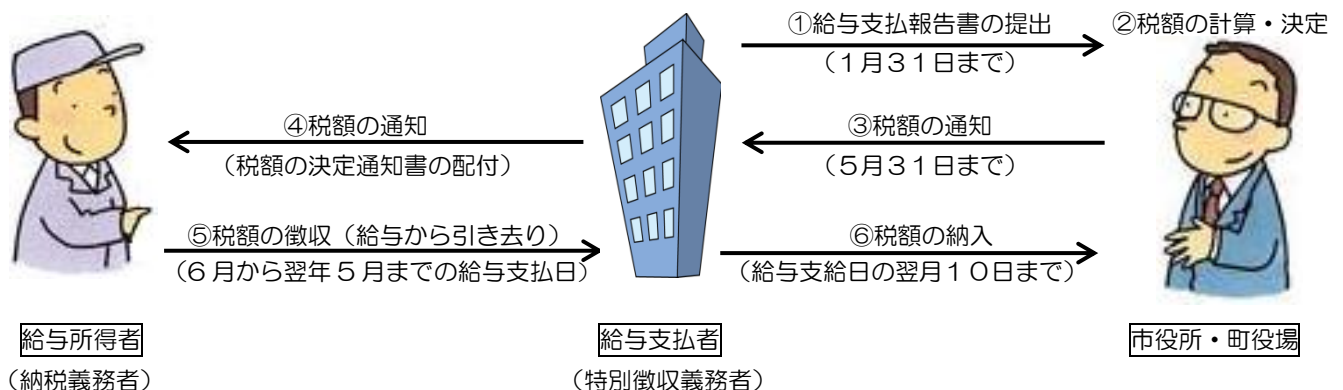 ①給与支払報告書の提出
（１月３１日まで）
②税額の計算・決定
③税額の通知
（５月３１日まで）
④税額の通知
（税額の決定通知書の配付）
⑤税額の徴収（給与から引き去り）
（６月から翌年５月までの給与支払日）
⑥税額の納入
（給与支給日の翌月１０日まで）
給与所得者
（納税義務者）
給与支払者
（特別徴収義務者）
市役所・町役場